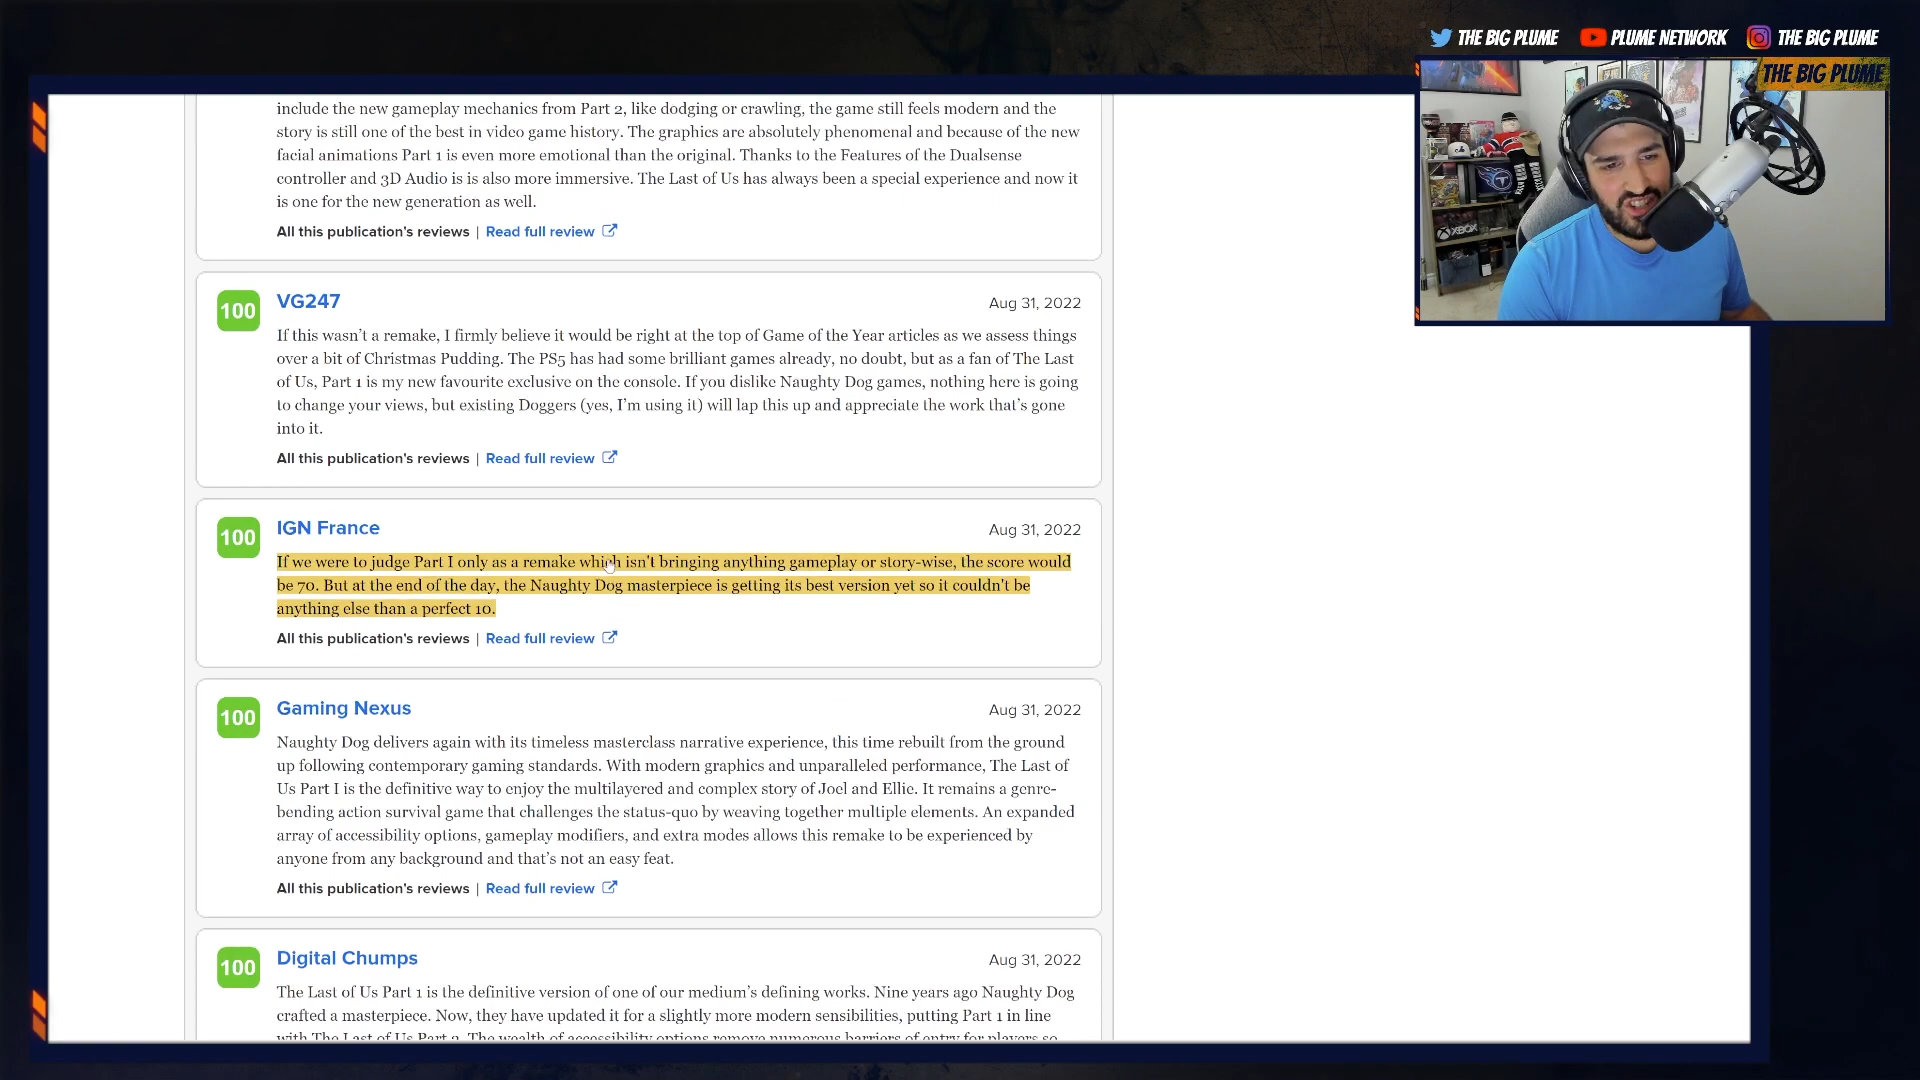 THE BIG PLUME PLUME NETWORK THE BIG PLUME
THE BIG PLUME
XBOX
include the new gameplay mechanics from Part 2, like dodging or crawling, the game still feels modern and the
story is still one of the best in video game history. The graphics are absolutely phenomenal and because of the new
facial animations Part 1 is even more emotional than the original. Thanks to the Features of the Dualsense
controller and 3D Audio is is also more immersive. The Last of Us has always been a special experience and now it
is one for the new generation as well.
All this publication's reviews | Read full review
100 VG247 Aug 31, 2022
If this wasn't a remake, I firmly believe it would be right at the top of Game of the Year articles as we assess things
over a bit of Christmas Pudding. The PS5 has had some brilliant games already, no doubt, but as a fan of The Last
of Us, Part 1 is my new favourite exclusive on the console. If you dislike Naughty Dog games, nothing here is going
to change your views, but existing Doggers (yes, I'm using it) will lap this up and appreciate the work that's gone
into it.
All this publication's reviews | Read full review
100 IGN France Aug 31, 2022
If we were to judge Part I only as a remake which isn't bringing anything gameplay or story-wise, the score would
be 70. But at the end of the day, the Naughty Dog masterpiece is getting its best version yet so it couldn't be
anything else than a perfect 10.
All this publication's reviews | Read full review
100 Gaming Nexus Aug 31, 2022
Naughty Dog delivers again with its timeless masterclass narrative experience, this time rebuilt from the ground
up following contemporary gaming standards. With modern graphics and unparalleled performance, The Last of
Us Part I is the definitive way to enjoy the multilayered and complex story of Joel and Ellie. It remains a genre-
bending action survival game that challenges the status-quo by weaving together multiple elements. An expanded
array of accessibility options, gameplay modifiers, and extra modes allows this remake to be experienced by
anyone from any background and that's not an easy feat.
All this publication's reviews | Read full review
100 Digital Chumps Aug 31, 2022
The Last of Us Part 1 is the definitive version of one of our medium's defining works. Nine years ago Naughty Dog
crafted a masterpiece. Now, they have updated it for a slightly more modern sensibilities, putting Part 1 in line
with The Last of Us Part 2. The wealth of accessibility options remove numerous barriers of entry for players so